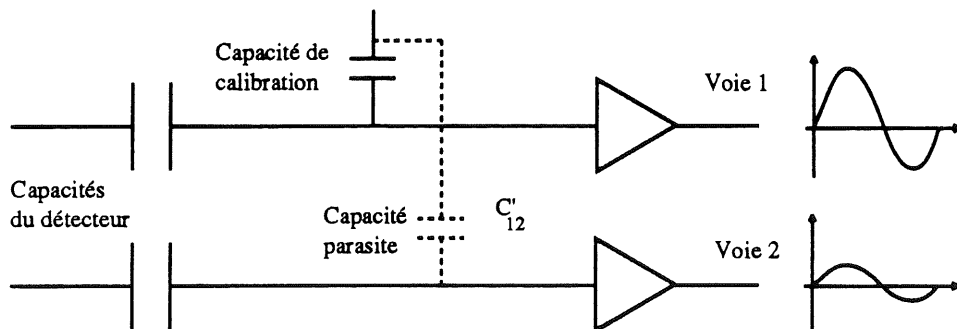 Capacité de
calibration
Voie 1
Capacités
du détecteur
Capacité
parasite
C'12
Voie 2